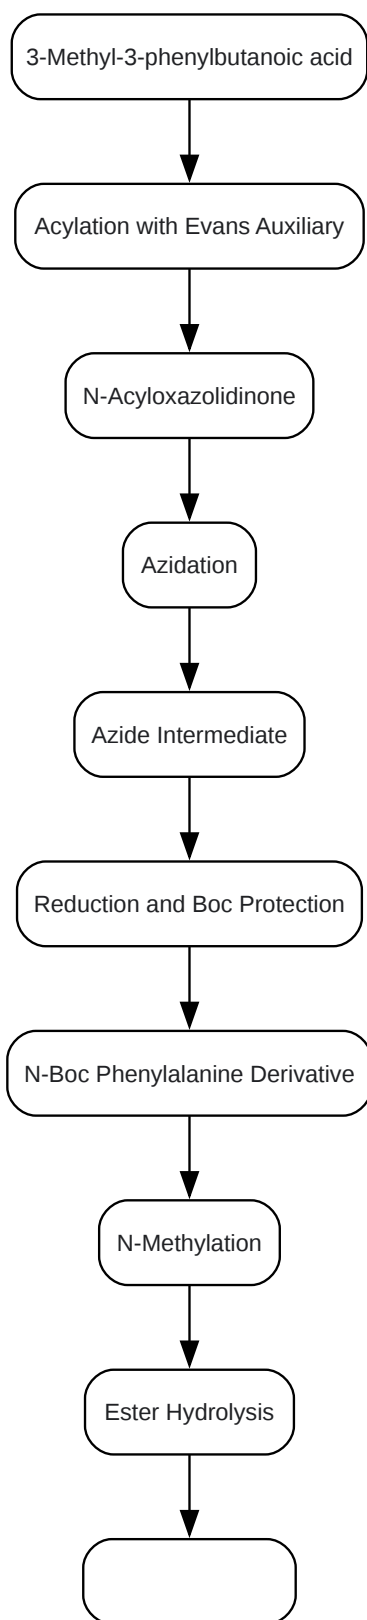 3-Methyl-3-phenylbutanoic acid
Acylation with Evans Auxiliary
N-Acyloxazolidinone
Azidation
Azide Intermediate
Reduction and Boc Protection
N-Boc Phenylalanine Derivative
N-Methylation
Ester Hydrolysis